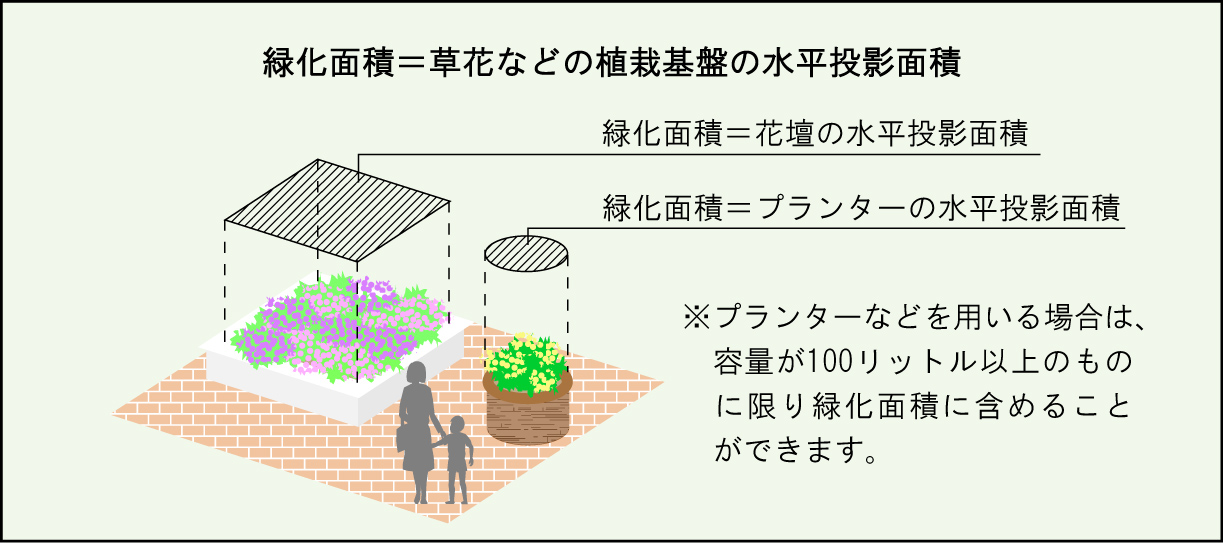 緑化面積＝草花などの植栽基盤の水平投影面積
緑化面積＝花壇の水平投影面積
緑化面積＝プランターの水平投影面積
※プランターなどを用いる場合は、
容量が100リットル以上のもの
に限り緑化面積に含めること
ができます。